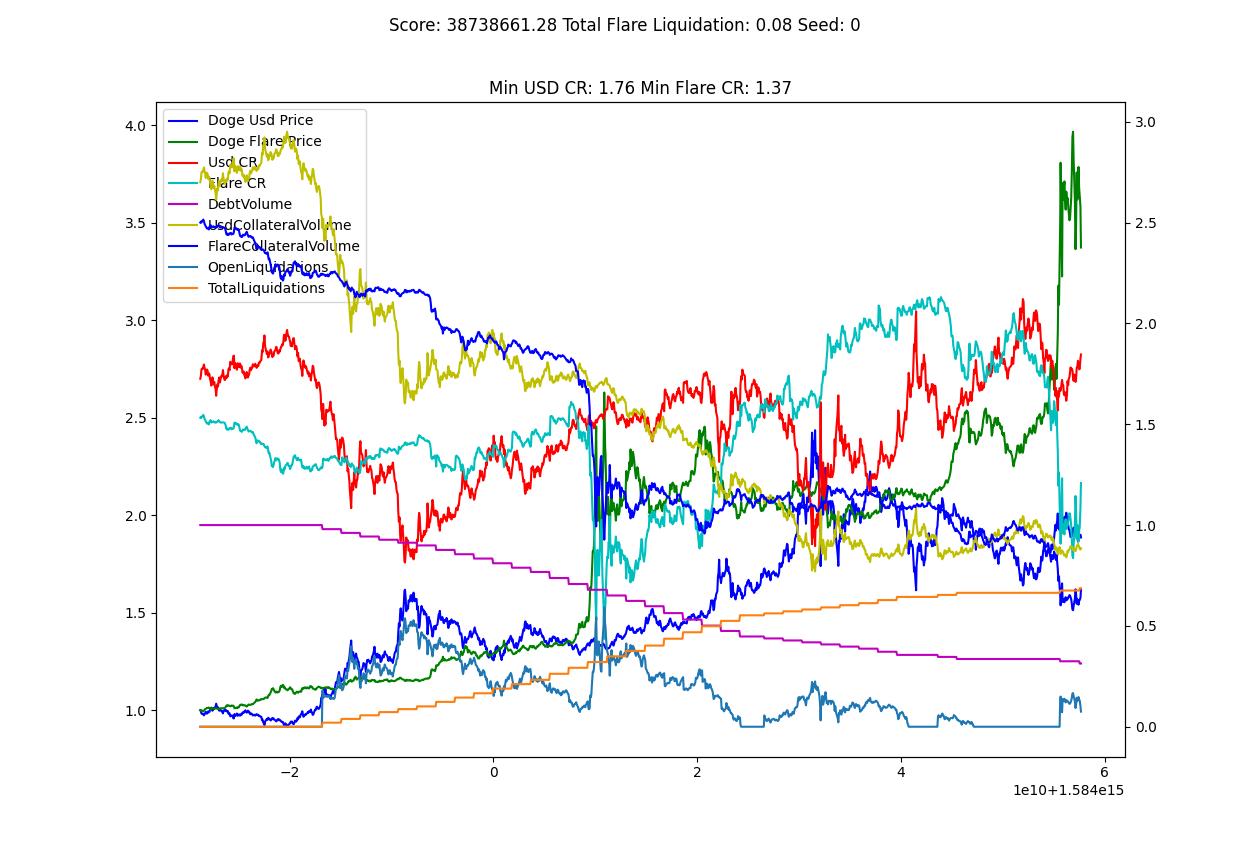 Score: 38738661.28 Total Flare Liquidation: 0.08 Seed: 0
Min USD CR: 1.76 Min Flare CR: 1.37
Doge Usd Price
Doge Flare Price
Usd CR
Flare CR
DebtVolume
UsdCollateralVolume
FlareCollateralVolume
OpenLiquidations
TotalLiquidations
4.0
3.5
3.0
2.5
2.0
1.5
1.0
3.0
2.5
2.0
1.5
1.0
0.5
0.0
−2
0
2
4
6
1e10+1.584e15